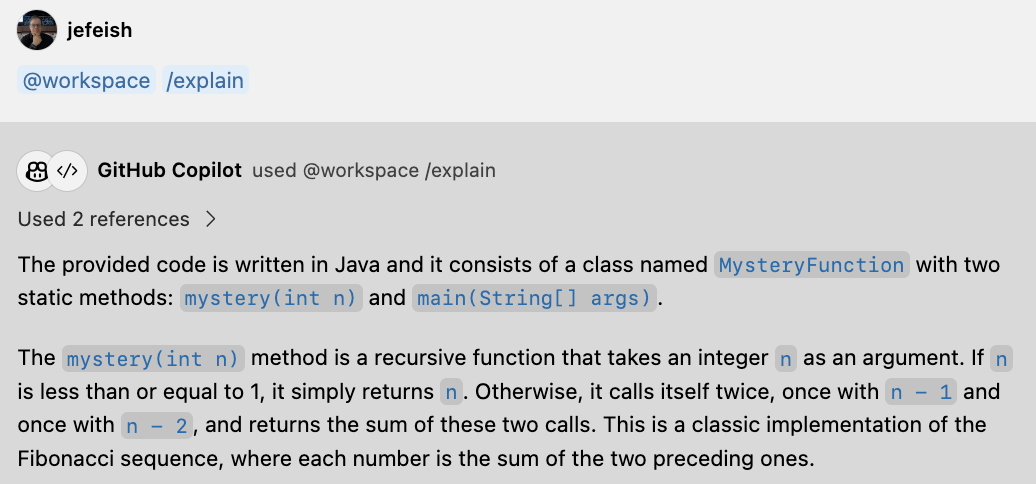 jefeish
@workspace /explain
GitHub Copilot used @workspace /explain
Used 2 references
The provided code is written in Java and it consists of a class named MysteryFunction with two
static methods: mystery(int n) and main(String[] args).
The mystery(int n) method is a recursive function that takes an integer n as an argument. If n
is less than or equal to 1, it simply returns n. Otherwise, it calls itself twice, once with n - 1 and
once with n - 2, and returns the sum of these two calls. This is a classic implementation of the
Fibonacci sequence, where each number is the sum of the two preceding ones.